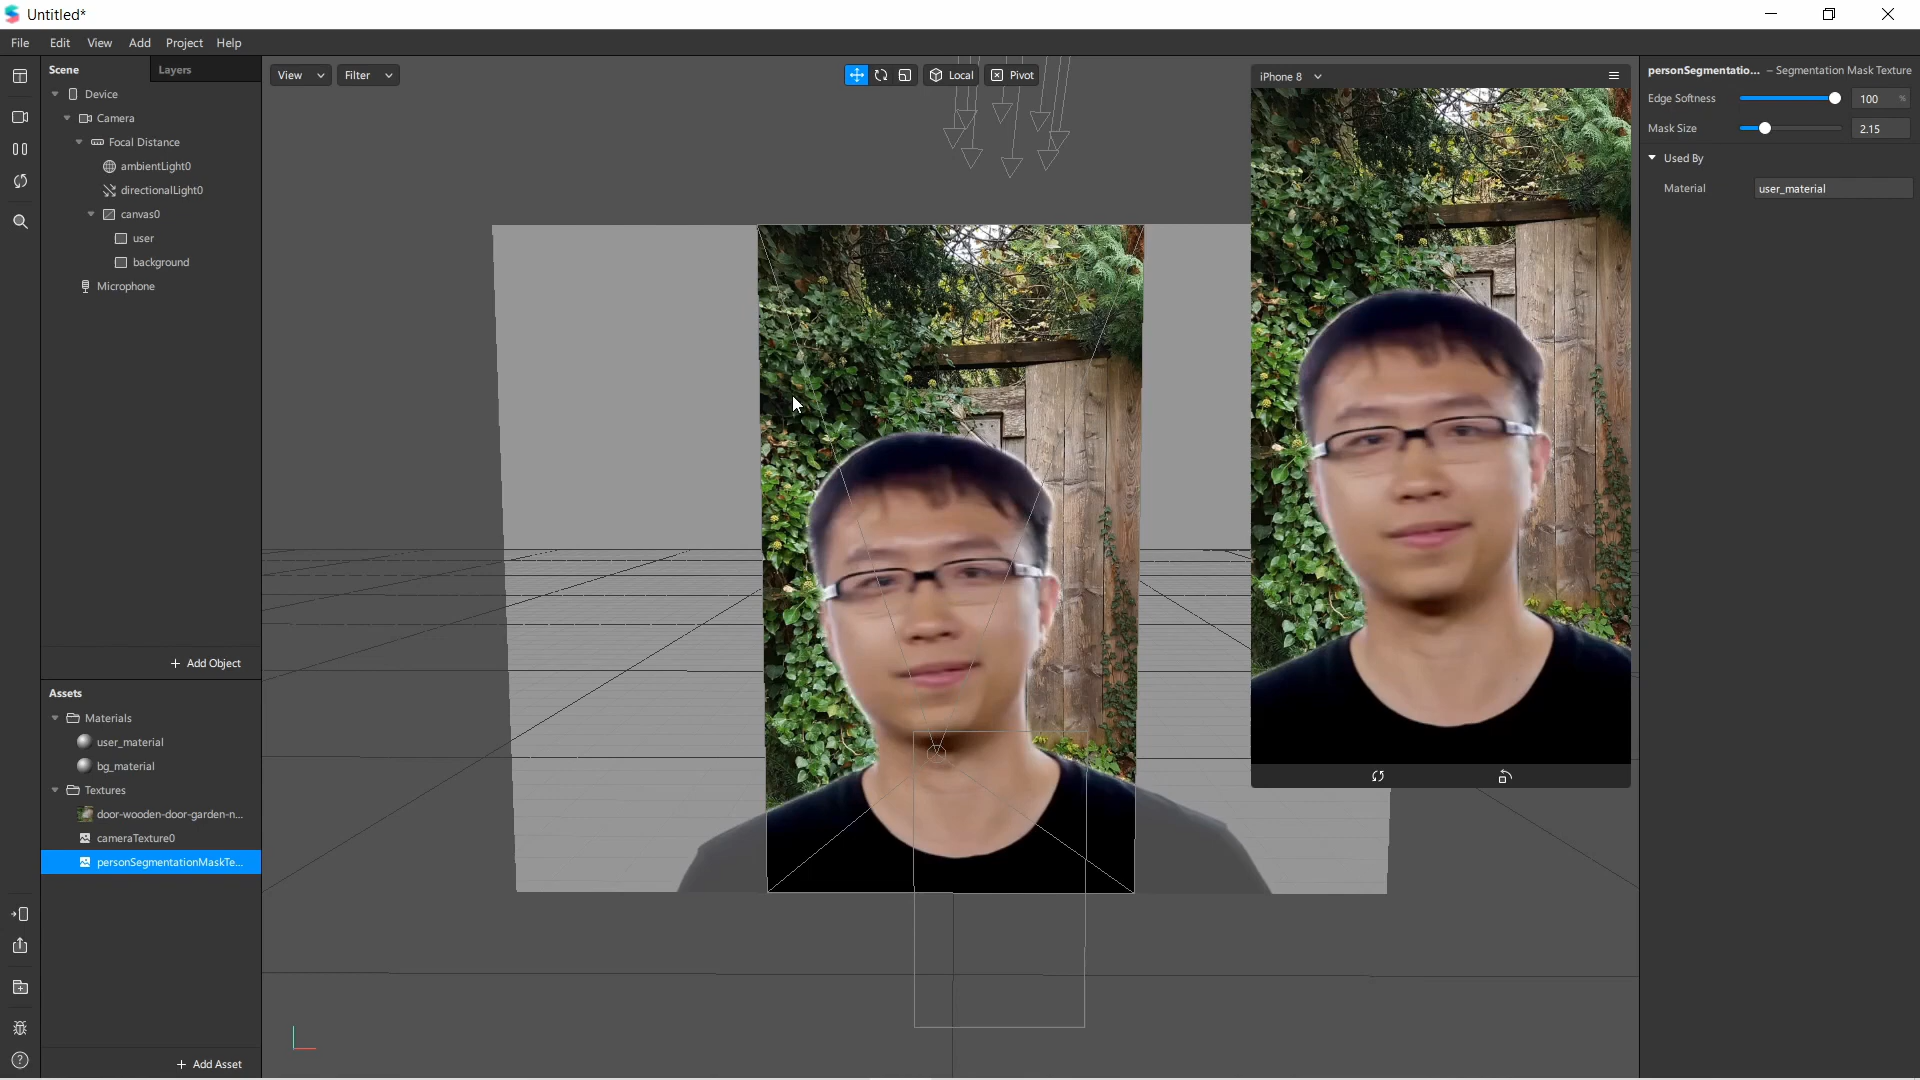 Untitled*
File Edit View Add Project Help
Scene Layers
Device
Camera
Focal Distance
ambientLight0
directionalLight0
canvas0
user
background
Microphone
+ Add Object
Assets
Materials
user_material
bg_material
Textures
door-wooden-door-garden-n...
cameraTexture0
personSegmentationMaskTe...
+ Add Asset
View Filter
Local Pivot
iPhone 8
personSegmentatio... – Segmentation Mask Texture
Edge Softness 100 %
Mask Size 2.15
Used By
Material user_material